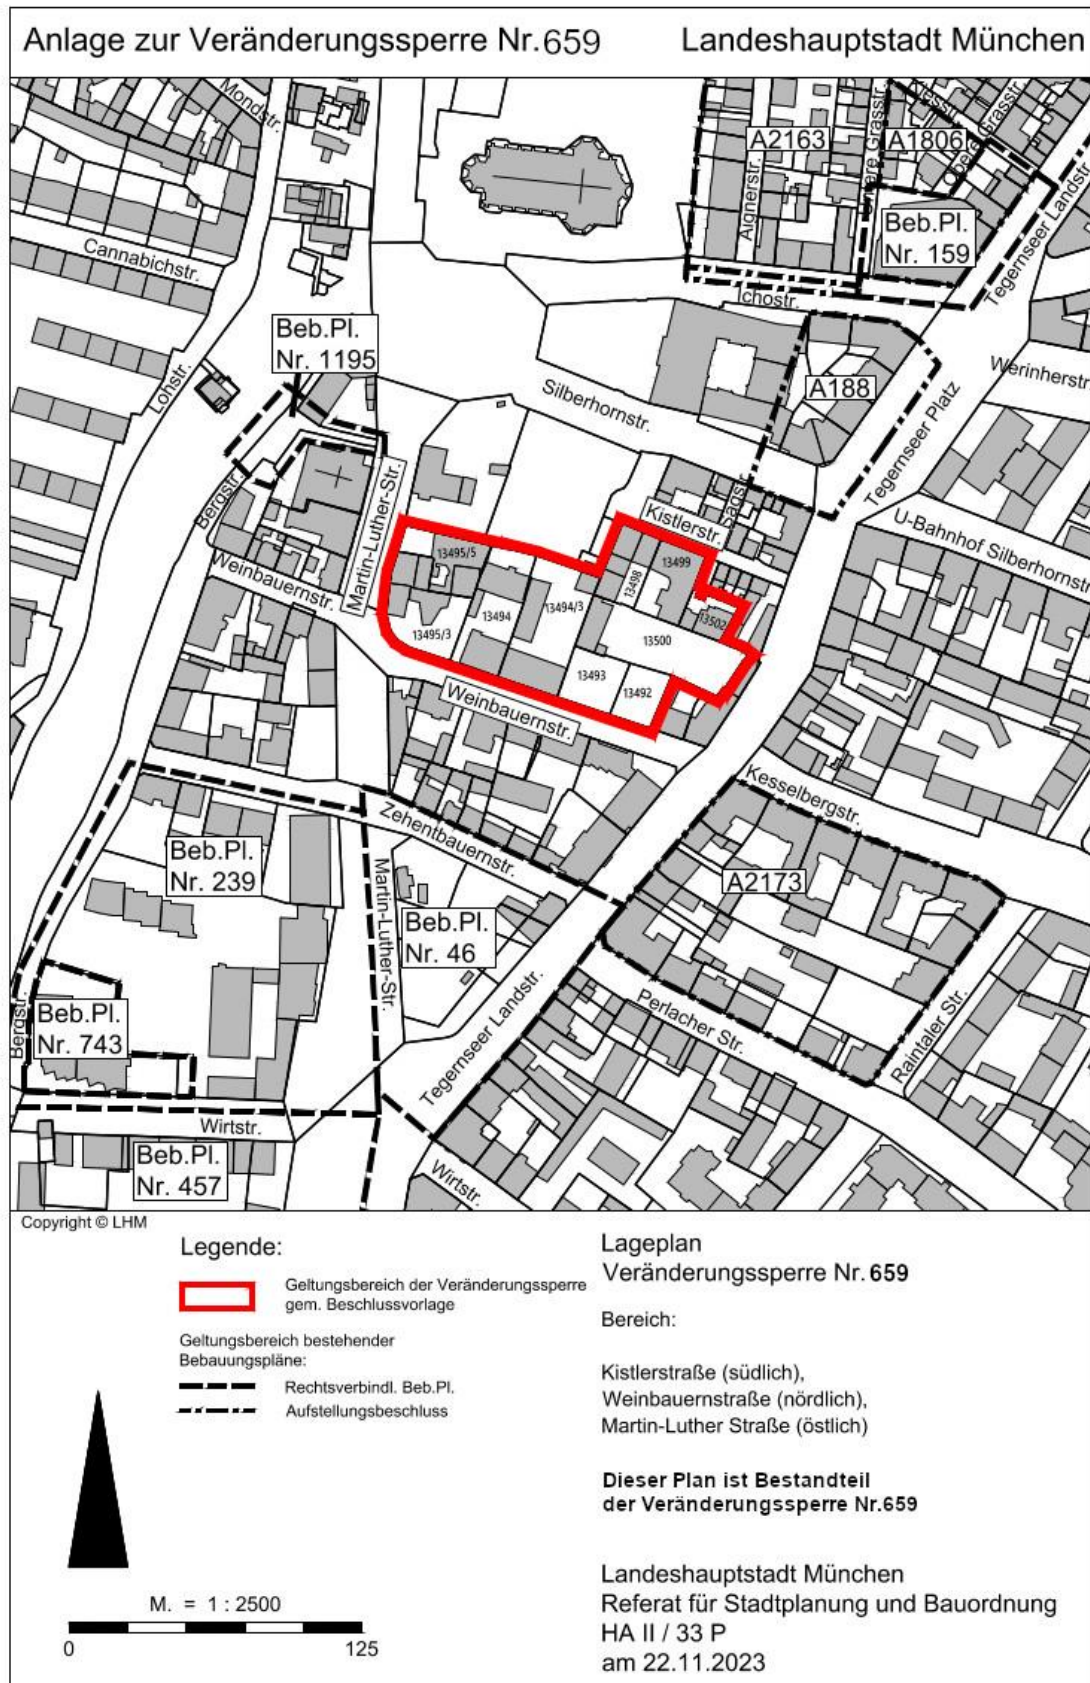 Anlage zur Veränderungssperre Nr.659
Landeshauptstadt München
Mondstr.
A2163
Untere Grasstr.
A1806
Obere Grasstr.
Aignerstr.
Beb.Pl.
Nr. 159
Tegernseer Landstr.
Cannabichstr.
Ichostr.
Beb.Pl.
Nr. 1195
Lohstr.
Silberhornstr.
A188
Werinherstr.
Tegernseer Platz
Bergstr.
Martin-Luther-Str.
Kistlerstr.
U-Bahnhof Silberhornstr.
Weinbauernstr.
13495/5
13494
13494/3
13498
13499
13502
13495/3
13500
13493
13492
Weinbauernstr.
Kesselbergstr.
Zehentbauernstr.
Beb.Pl.
Nr. 239
A2173
Martin-Luther-Str.
Beb.Pl.
Nr. 46
Bergstr.
Beb.Pl.
Nr. 743
Tegernseer Landstr.
Perlacher Str.
Raintaler Str.
Wirtstr.
Beb.Pl.
Nr. 457
Wirtstr.
Copyright © LHM
Legende:
Geltungsbereich der Veränderungssperre
gem. Beschlussvorlage
Geltungsbereich bestehender
Bebauungspläne:
Rechtsverbindl. Beb.Pl.
Aufstellungsbeschluss
M. = 1 : 2500
0
125
Lageplan
Veränderungssperre Nr. 659
Bereich:
Kistlerstraße (südlich),
Weinbauernstraße (nördlich),
Martin-Luther Straße (östlich)
Dieser Plan ist Bestandteil
der Veränderungssperre Nr.659
Landeshauptstadt München
Referat für Stadtplanung und Bauordnung
HA II / 33 P
am 22.11.2023